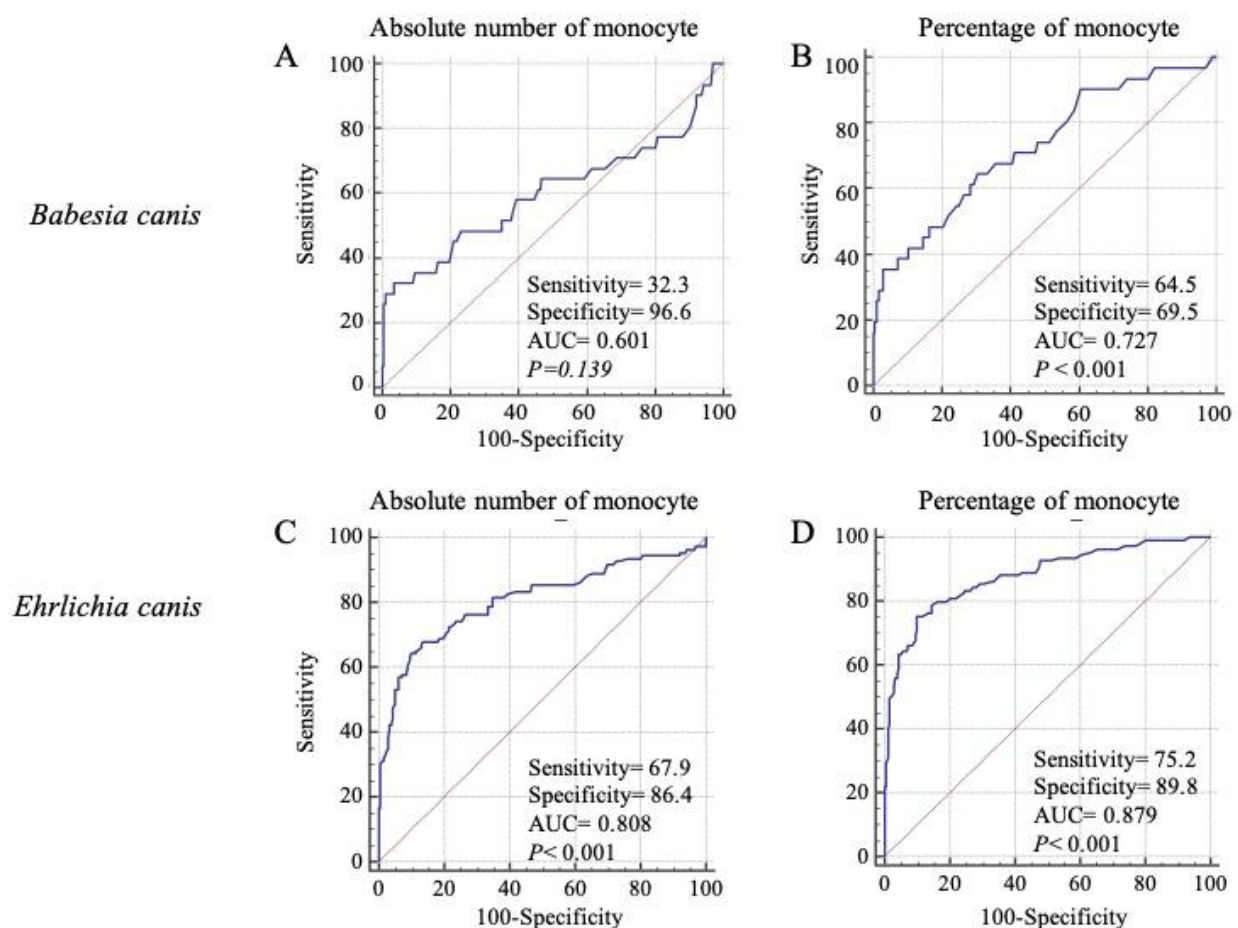 Absolute number of monocyte
Percentage of monocyte
A
B
Babesia canis
Sensitivity
100
80
60
40
20
0
Sensitivity= 32.3
Specificity= 96.6
AUC= 0.601
P=0.139
0 20 40 60 80 100
100-Specificity
Sensitivity
100
80
60
40
20
0
Sensitivity= 64.5
Specificity= 69.5
AUC= 0.727
P < 0.001
0 20 40 60 80 100
100-Specificity
Absolute number of monocyte
Percentage of monocyte
C
D
Ehrlichia canis
Sensitivity
100
80
60
40
20
0
Sensitivity= 67.9
Specificity= 86.4
AUC= 0.808
P< 0.001
0 20 40 60 80 100
100-Specificity
100
80
60
40
20
0
Sensitivity= 75.2
Specificity= 89.8
AUC= 0.879
P< 0.001
0 20 40 60 80 100
100-Specificity